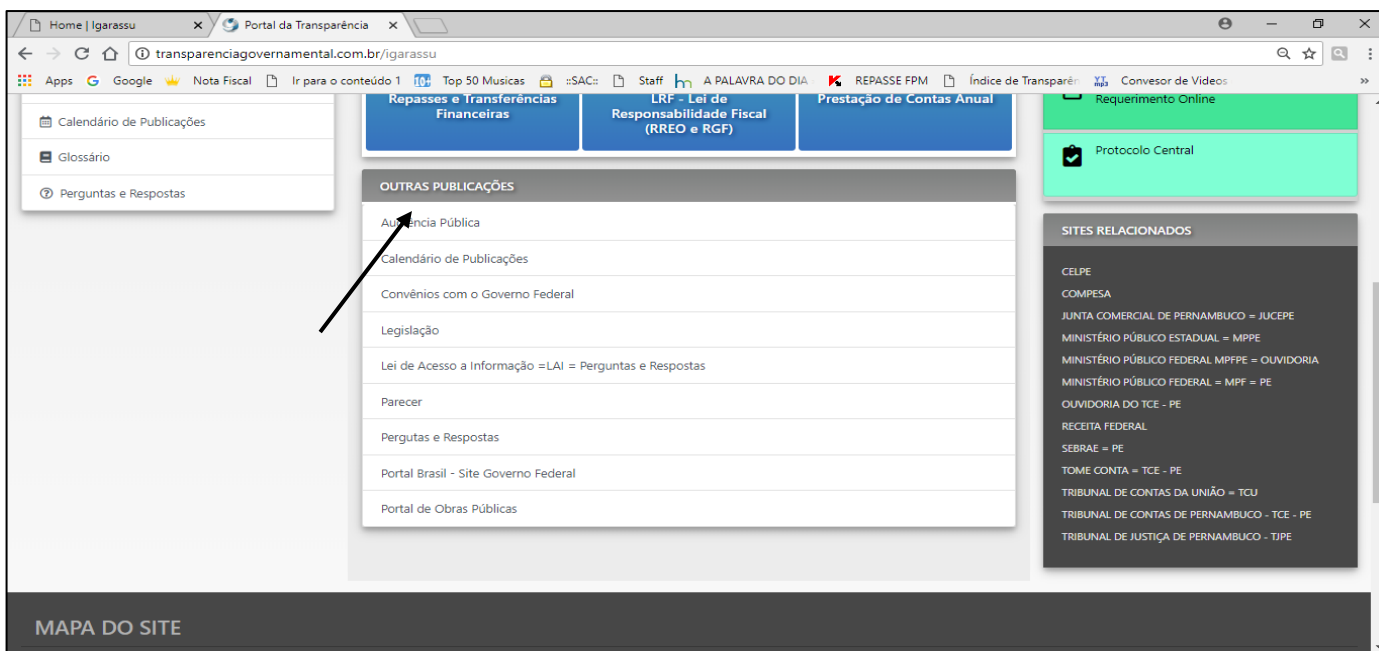 Home | Igarassu
Portal da Transparência
transparenciagovernamental.com.br/igarassu
Apps G Google Nota Fiscal Ir para o conteúdo 1 Top 50 Musicas ::SAC:: Staff A PALAVRA DO DIA REPASSE FPM Índice de Transparên Convesor de Videos »
Calendário de Publicações
Glossário
Perguntas e Respostas
Repasses e Transferências
Financeiras
LRF - Lei de
Responsabilidade Fiscal
(RREO e RGF)
Prestação de Contas Anual
OUTRAS PUBLICAÇÕES
Audiência Pública
Calendário de Publicações
Convênios com o Governo Federal
Legislação
Lei de Acesso a Informação =LAI = Perguntas e Respostas
Parecer
Pergutas e Respostas
Portal Brasil - Site Governo Federal
Portal de Obras Públicas
Requerimento Online
Protocolo Central
SITES RELACIONADOS
CELPE
COMPESA
JUNTA COMERCIAL DE PERNAMBUCO = JUCEPE
MINISTÉRIO PÚBLICO ESTADUAL = MPPE
MINISTÉRIO PÚBLICO FEDERAL MPFPE = OUVIDORIA
MINISTÉRIO PÚBLICO FEDERAL = MPF = PE
OUVIDORIA DO TCE - PE
RECEITA FEDERAL
SEBRAE = PE
TOME CONTA = TCE - PE
TRIBUNAL DE CONTAS DA UNIÃO = TCU
TRIBUNAL DE CONTAS DE PERNAMBUCO - TCE - PE
TRIBUNAL DE JUSTIÇA DE PERNAMBUCO - TJPE
MAPA DO SITE